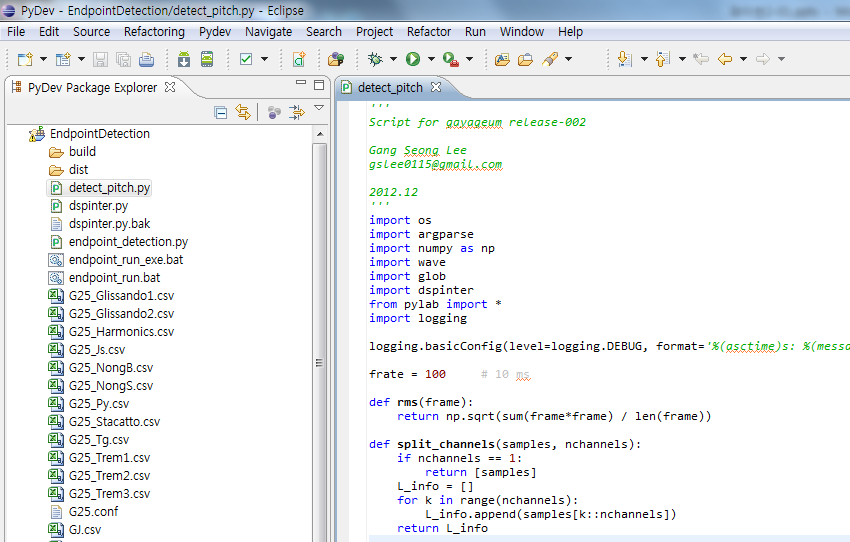 PyDev - EndpointDetection/detect_pitch.py - Eclipse
File Edit Source Refactoring Pydev Navigate Search Project Refactor Run Window Help
PyDev Package Explorer
detect_pitch
EndpointDetection
build
dist
detect_pitch.py
dspinter.py
dspinter.py.bak
endpoint_detection.py
endpoint_run_exe.bat
endpoint_run.bat
G25_Glissando1.csv
G25_Glissando2.csv
G25_Harmonics.csv
G25_Js.csv
G25_NongB.csv
G25_NongS.csv
G25_Py.csv
G25_Stacatto.csv
G25_Tg.csv
G25_Trem1.csv
G25_Trem2.csv
G25_Trem3.csv
G25.conf
GJ.csv
'''
Script for gayageum release-002
Gang Seong Lee
gslee0115@gmail.com
2012.12
'''
import os
import argparse
import numpy as np
import wave
import glob
import dspinter
from pylab import *
import logging
logging.basicConfig(level=logging.DEBUG, format='%(asctime)s: %(messa
frate = 100     # 10 ms
def rms(frame):
    return np.sqrt(sum(frame*frame) / len(frame))
def split_channels(samples, nchannels):
    if nchannels == 1:
        return [samples]
    L_info = []
    for k in range(nchannels):
        L_info.append(samples[k::nchannels])
    return L_info